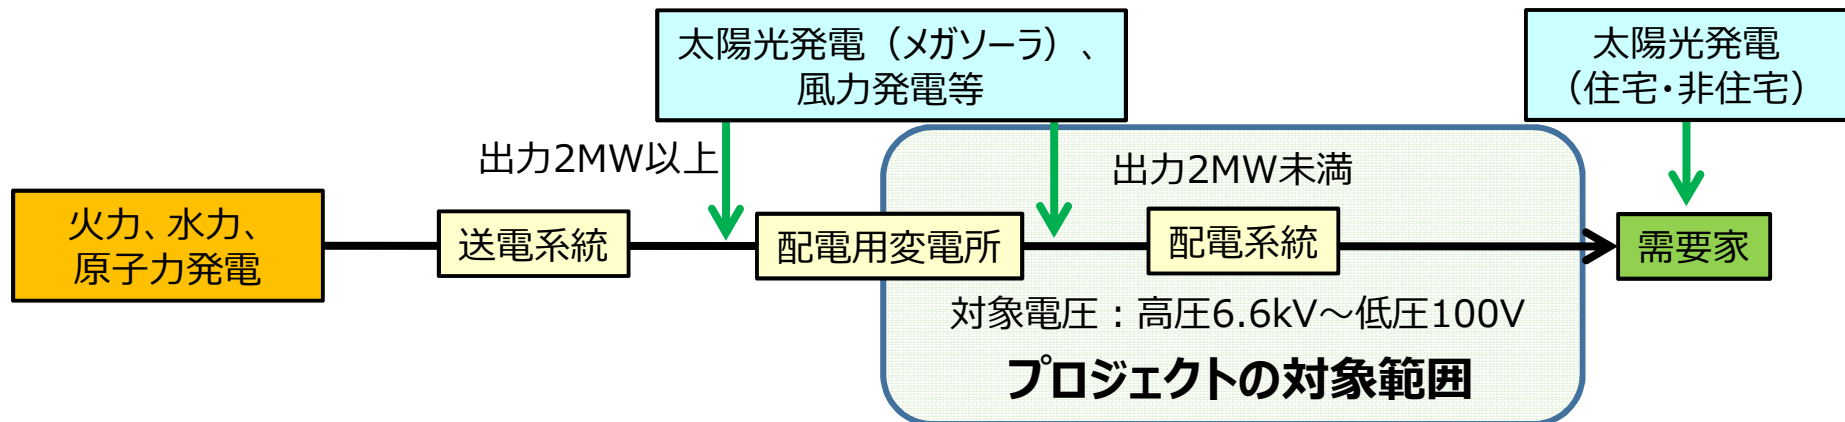 太陽光発電（メガソーラ）、
風力発電等
太陽光発電
（住宅・非住宅）
出力2MW以上
出力2MW未満
火力、水力、
原子力発電
送電系統
配電用変電所
配電系統
需要家
対象電圧：高圧6.6kV～低圧100V
プロジェクトの対象範囲